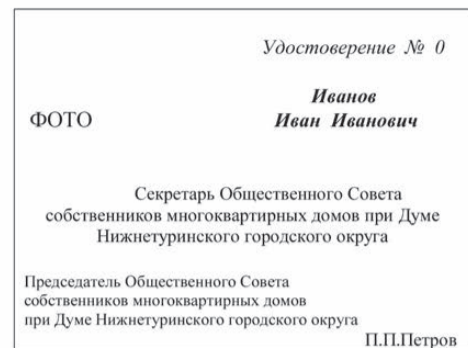 Удостоверение № 0
Иванов
ФОТО
Иван Иванович
Секретарь Общественного Совета
собственников многоквартирных домов при Думе
Нижнетуринского городского округа
Председатель Общественного Совета
собственников многоквартирных домов
при Думе Нижнетуринского городского округа
П.П.Петров